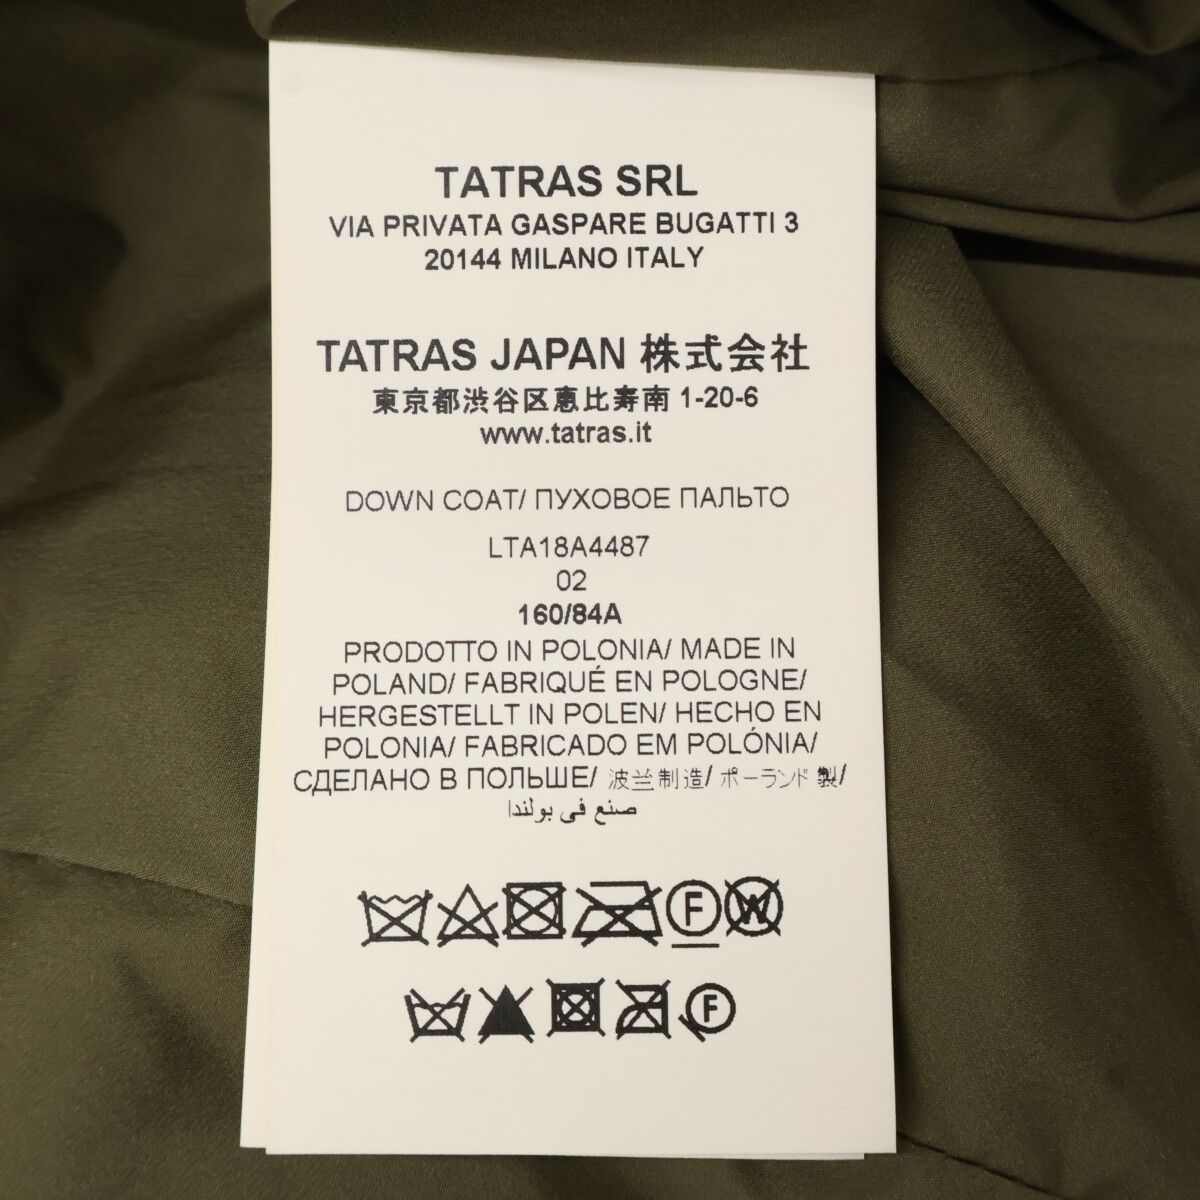 TATRAS SRL
VIA PRIVATA GASPARE BUGATTI 3
20144 MILANO ITALY
TATRAS JAPAN 株式会社
東京都渋谷区恵比寿南 1-20-6
www.tatras.it
DOWN COAT/ ПУХОВОЕ ПАЛЬТО
LTA18A4487
02
160/84A
PRODOTTO IN POLONIA/ MADE IN
POLAND/ FABRIQUÉ EN POLOGNE/
HERGESTELLT IN POLEN/ HECHO EN
POLONIA/ FABRICADO EM POLÓNIA/
СДЕЛАНО В ПОЛЬШЕ/ 波兰制造/ ポーランド 製/
صنع في بولندا
F W
F